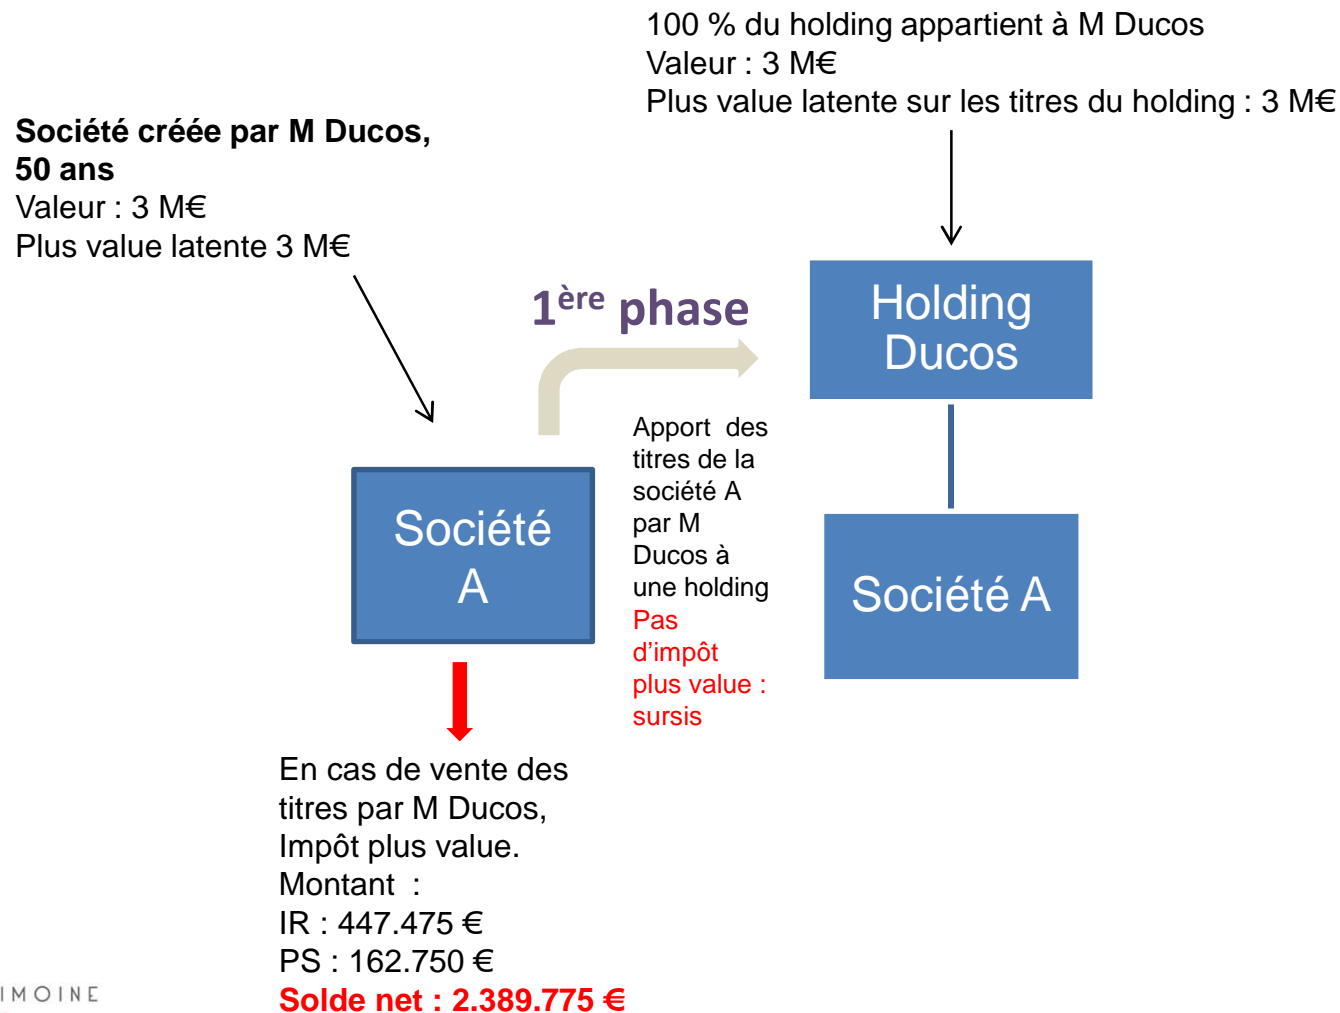 100 % du holding appartient à M Ducos
Valeur : 3 M€
Plus value latente sur les titres du holding : 3 M€
Société créée par M Ducos,
50 ans
Valeur : 3 M€
Plus value latente 3 M€
1ère phase
Holding
Ducos
Apport des
titres de la
société A
par M
Ducos à
une holding
Pas
d'impôt
plus value :
sursis
Société
A
Société A
En cas de vente des
titres par M Ducos,
Impôt plus value.
Montant :
IR : 447.475 €
PS : 162.750 €
Solde net : 2.389.775 €
IMOINE